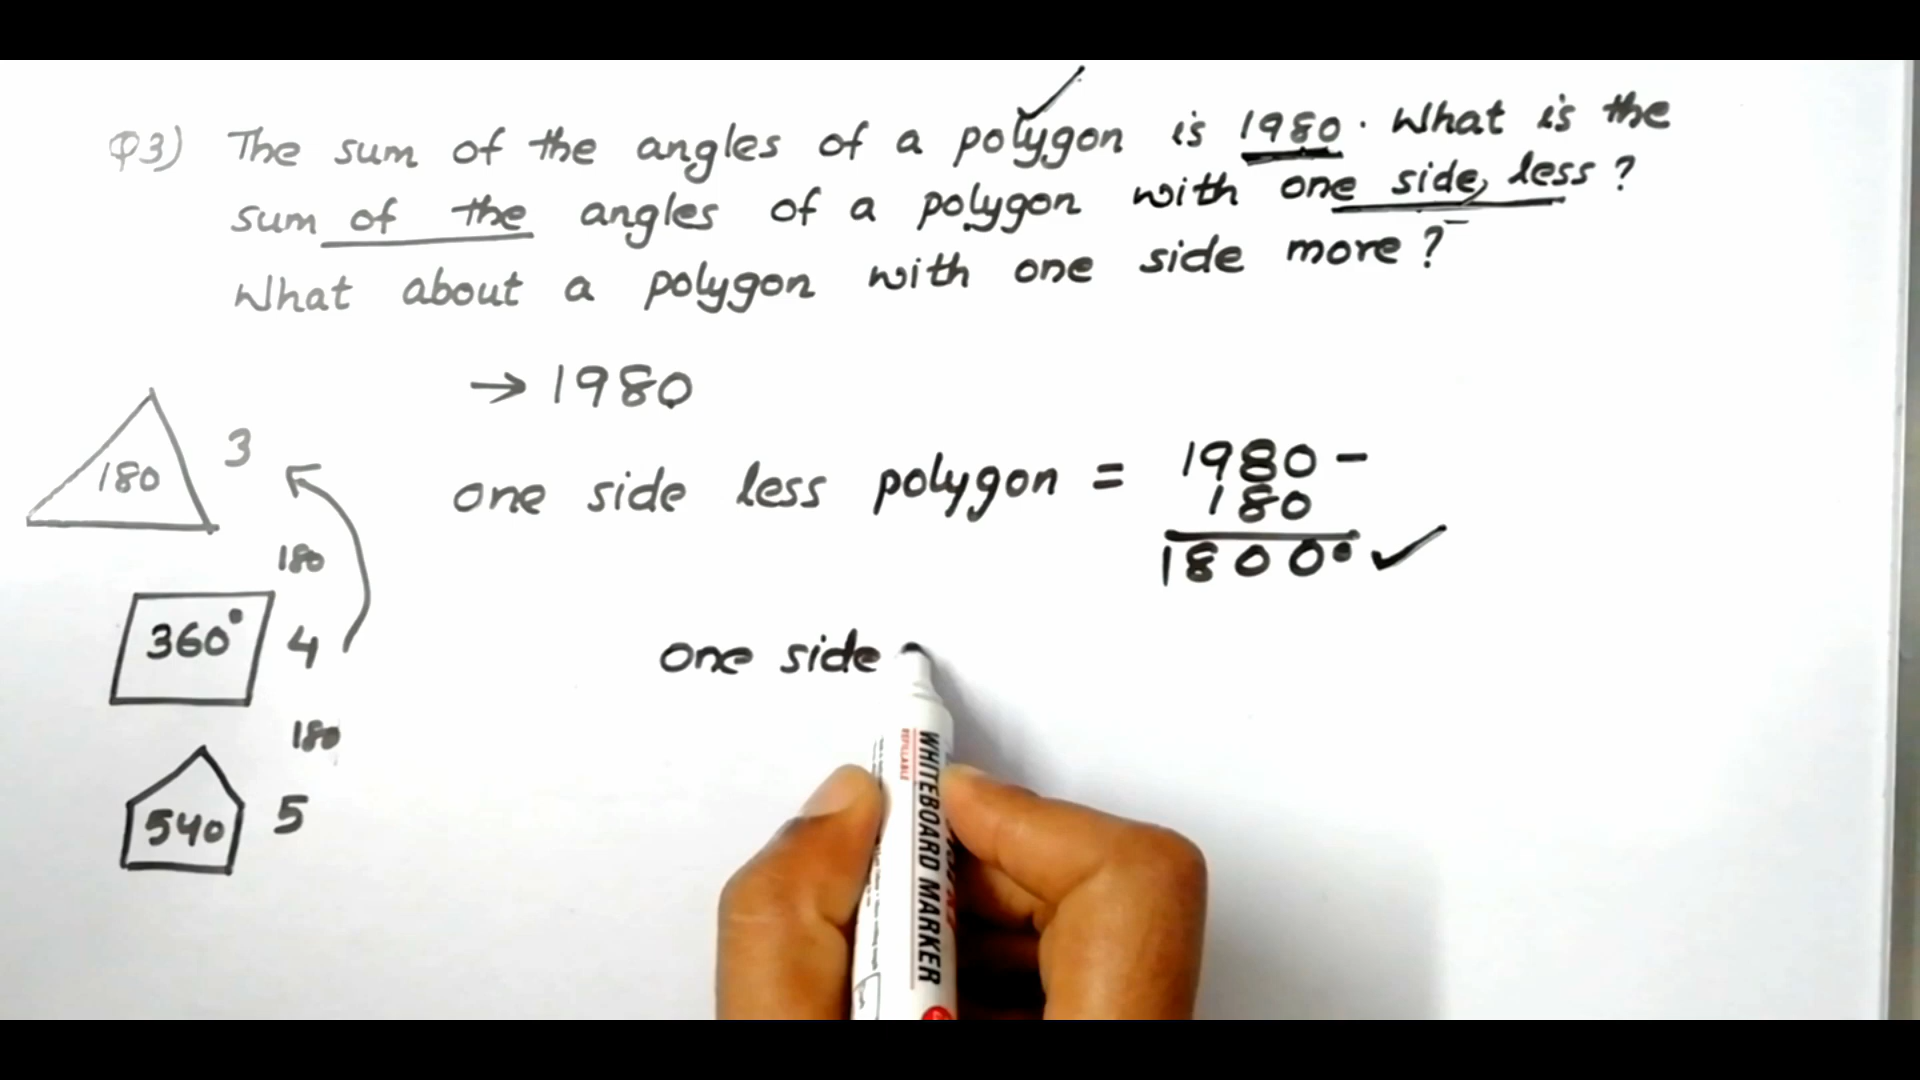 Q3) The sum of the angles of a polygon is 1980. What is the
sum of the angles of a polygon with one side, less?
What about a polygon with one side more?
→ 1980
180 3
one side less polygon = 1980 -
180
1800° ✓
180
360° 4
one side
180
540 5
WHITEBOARD MARKER
REFILLABLE